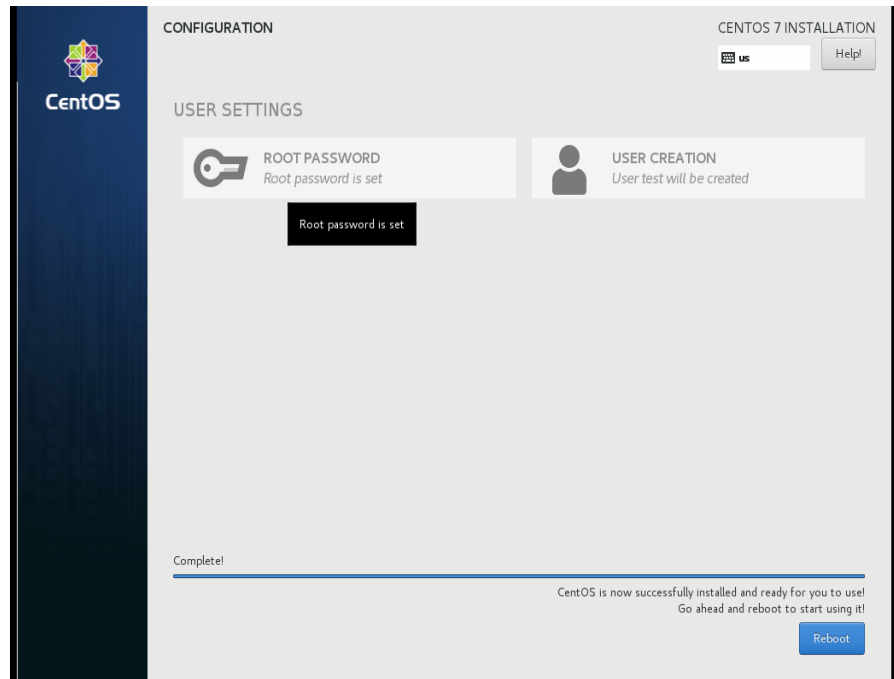 CONFIGURATION
CENTOS 7 INSTALLATION
us
Help!
CentOS
USER SETTINGS
ROOT PASSWORD
Root password is set
USER CREATION
User test will be created
Root password is set
Complete!
CentOS is now successfully installed and ready for you to use!
Go ahead and reboot to start using it!
Reboot